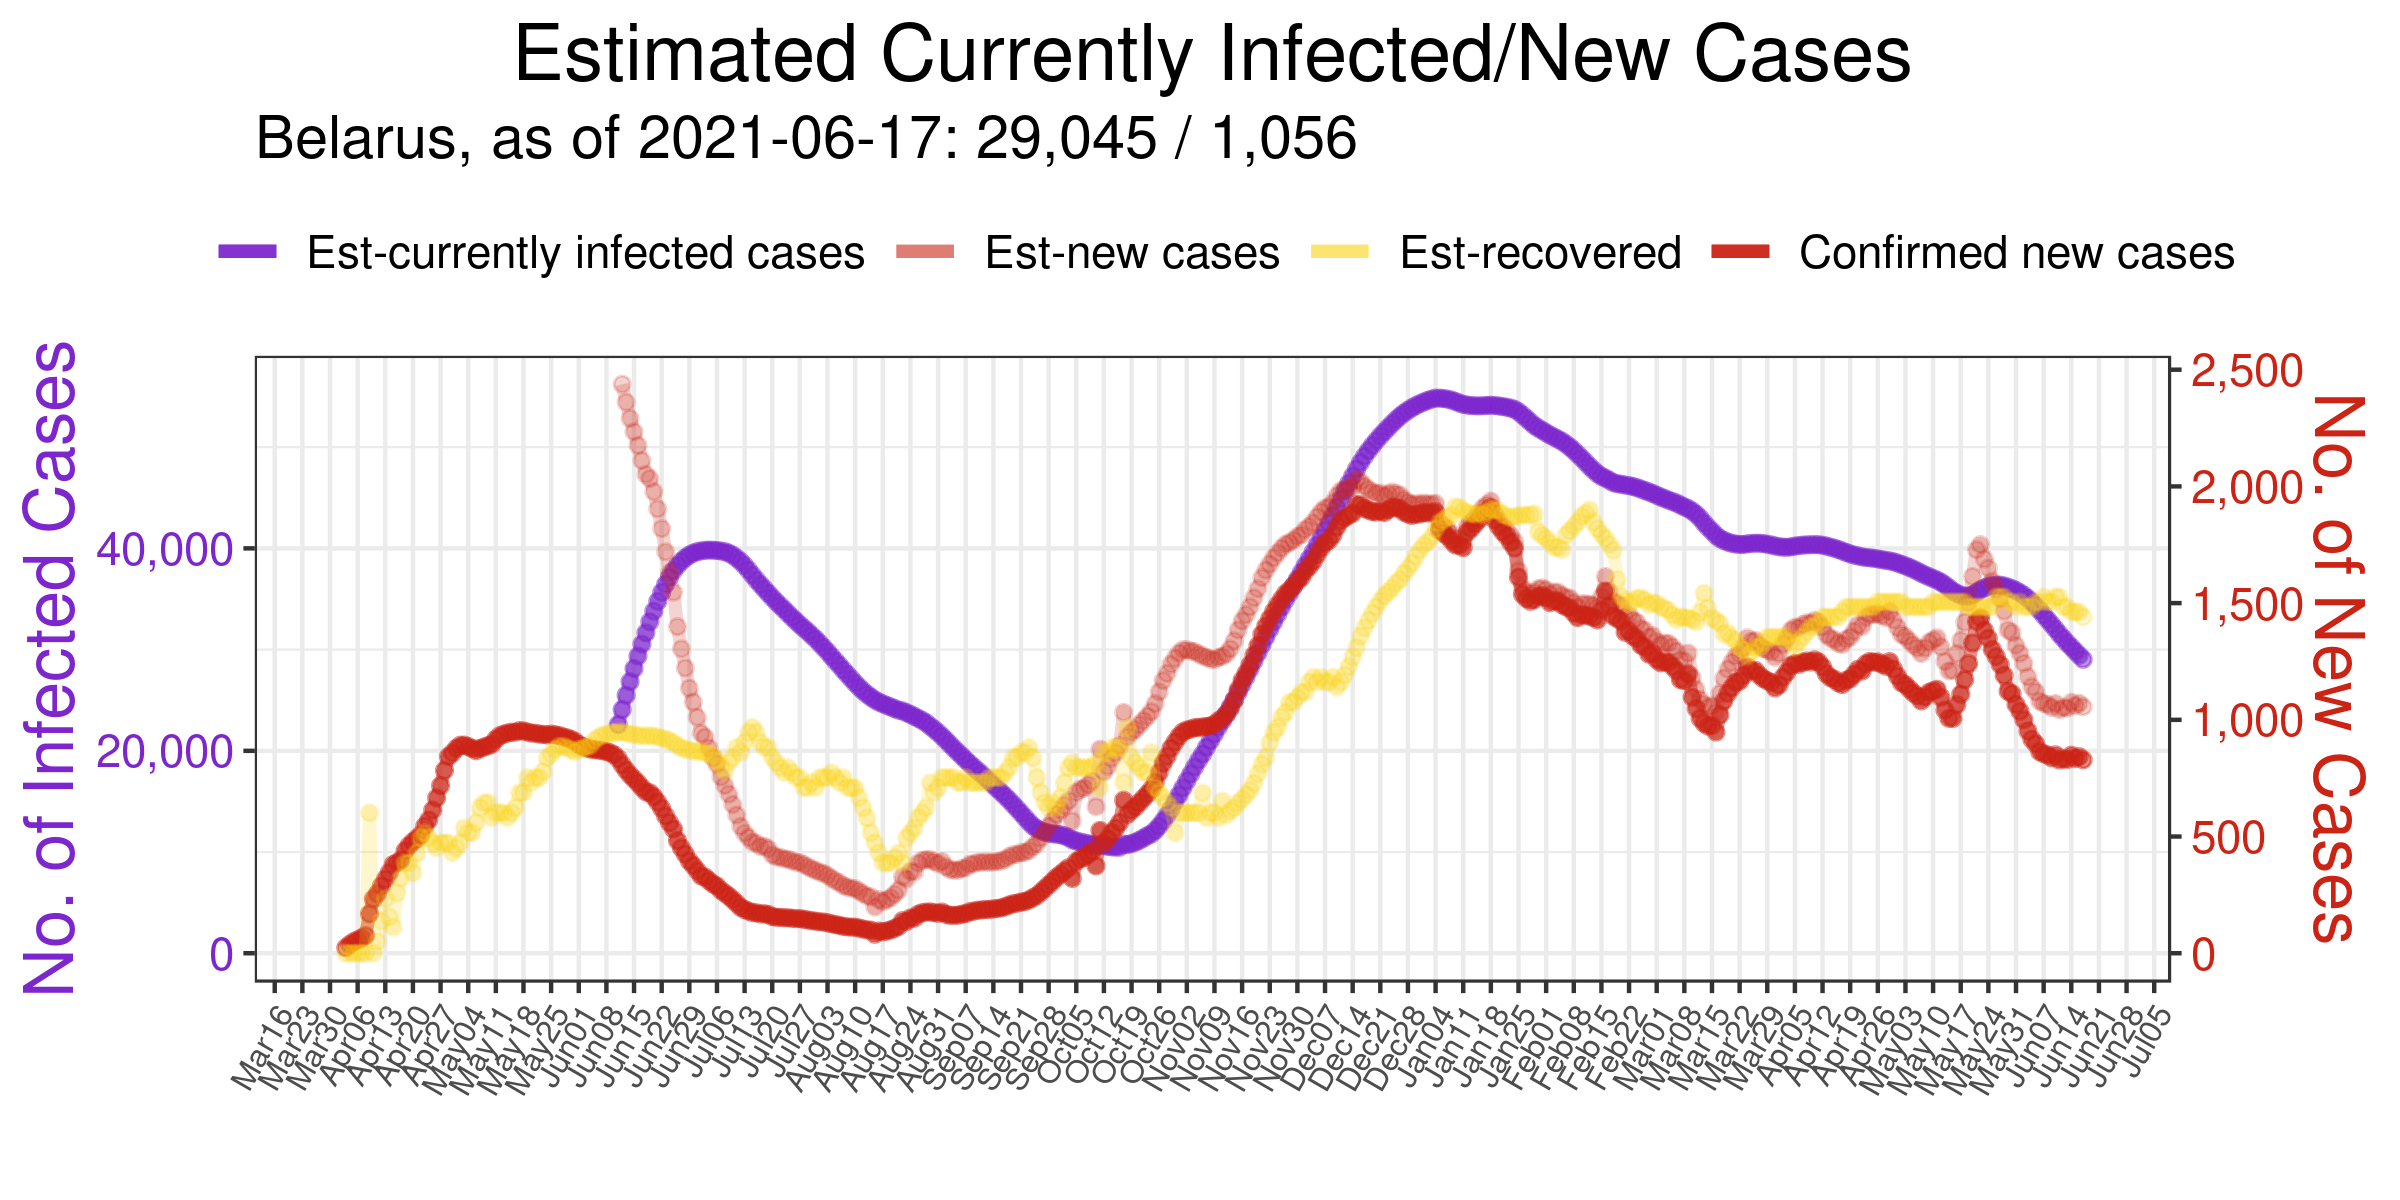 Estimated Currently Infected/New Cases
Belarus, as of 2021-06-17: 29,045 / 1,056
Est-currently infected cases
Est-new cases
Est-recovered
Confirmed new cases
No. of Infected Cases
40,000
20,000
0
2,500
2,000
1,500
1,000
500
0
No. of New Cases
Mar16
Mar23
Mar30
Apr06
Apr13
Apr20
Apr27
May04
May11
May18
May25
Jun01
Jun08
Jun15
Jun22
Jun29
Jul06
Jul13
Jul20
Jul27
Aug03
Aug10
Aug17
Aug24
Aug31
Sep07
Sep14
Sep21
Sep28
Oct05
Oct12
Oct19
Oct26
Nov02
Nov09
Nov16
Nov23
Nov30
Dec07
Dec14
Dec21
Dec28
Jan04
Jan11
Jan18
Jan25
Feb01
Feb08
Feb15
Feb22
Mar01
Mar08
Mar15
Mar22
Mar29
Apr05
Apr12
Apr19
Apr26
May03
May10
May17
May24
May31
Jun07
Jun14
Jun21
Jun28
Jul05